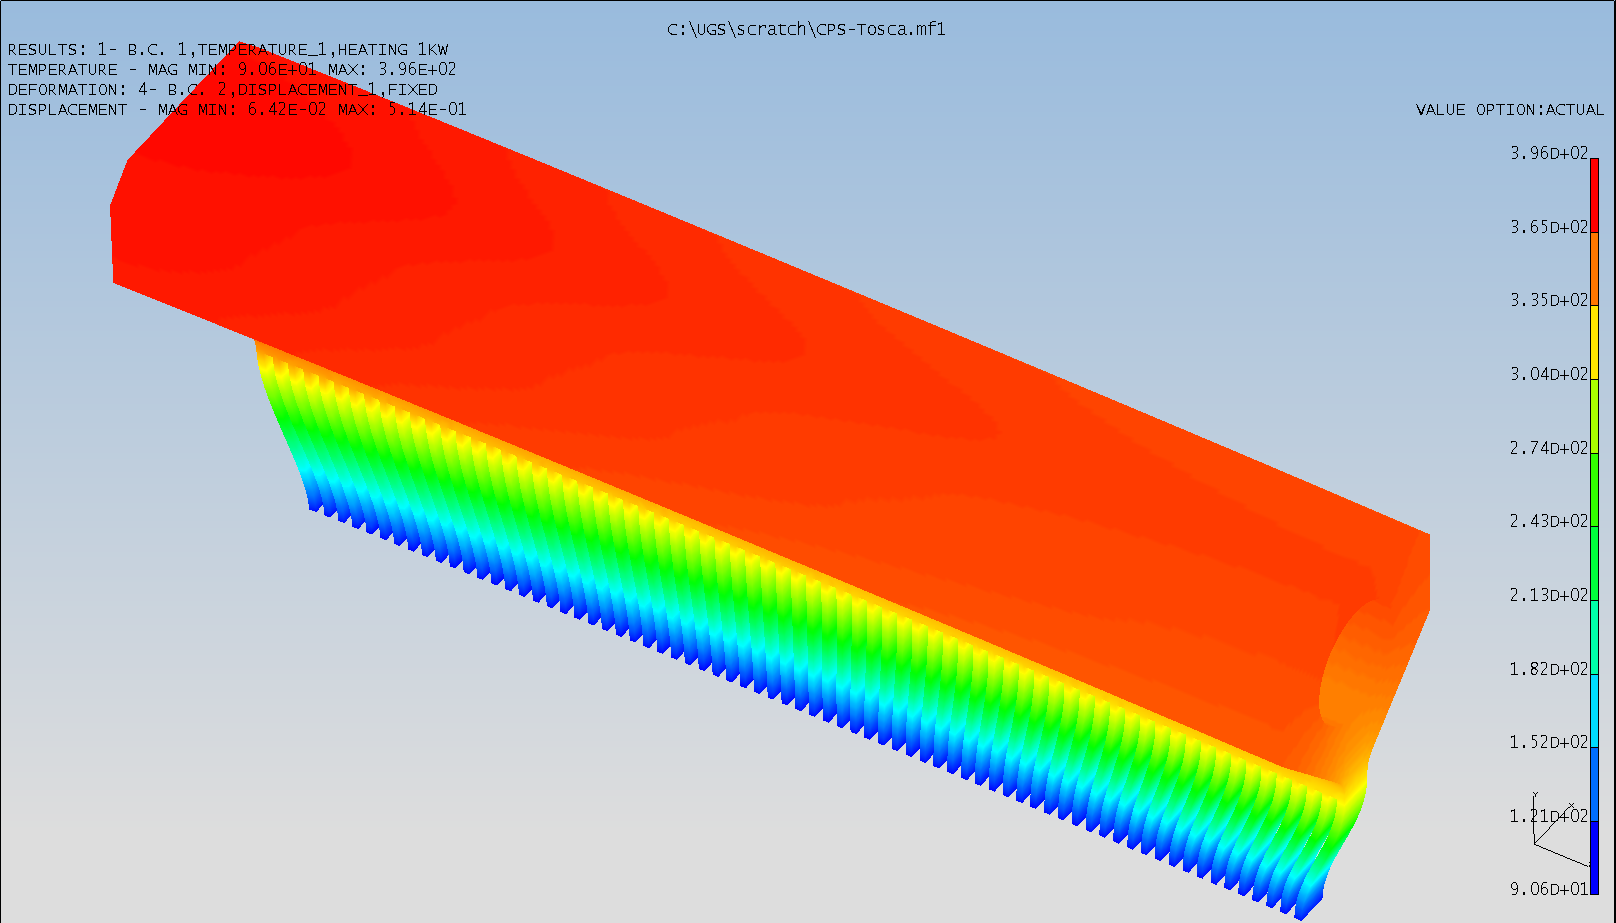 C:\UGS\scratch\CPS-Tosca.mf1
RESULTS: 1- B.C. 1,TEMPERATURE_1,HEATING 1KW
TEMPERATURE - MAG MIN: 9.06E+01 MAX: 3.96E+02
DEFORMATION: 4- B.C. 2,DISPLACEMENT_1,FIXED
DISPLACEMENT - MAG MIN: 6.42E-02 MAX: 5.14E-01
VALUE OPTION:ACTUAL
3.96D+02
3.65D+02
3.35D+02
3.04D+02
2.74D+02
2.43D+02
2.13D+02
1.82D+02
1.52D+02
1.21D+02
9.06D+01
Y
X